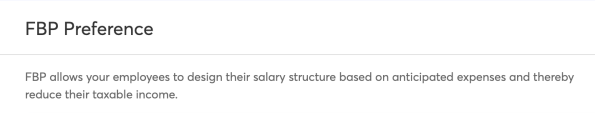 FBP Preference
FBP allows your employees to design their salary structure based on anticipated expenses and thereby
reduce their taxable income.